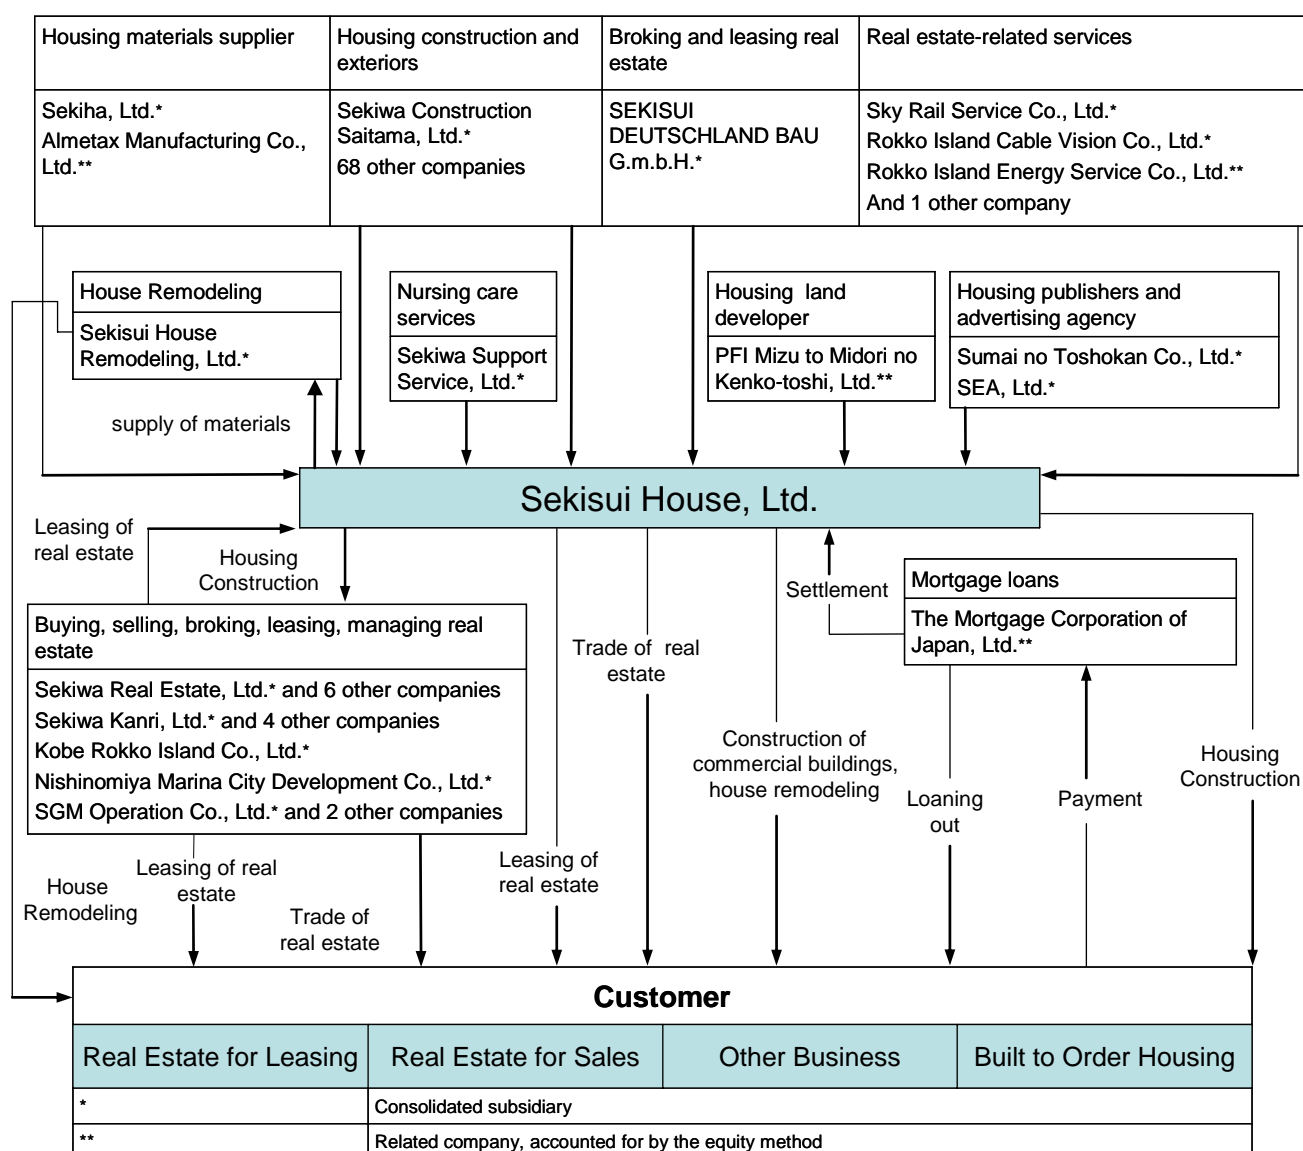 Housing materials supplier
Housing construction and
exteriors
Broking and leasing real
estate
Real estate-related services
Sekiha, Ltd.*
Almetax Manufacturing Co.,
Ltd.**
Sekiwa Construction
Saitama, Ltd.*
68 other companies
SEKISUI
DEUTSCHLAND BAU
G.m.b.H.*
Sky Rail Service Co., Ltd.*
Rokko Island Cable Vision Co., Ltd.*
Rokko Island Energy Service Co., Ltd.**
And 1 other company
House Remodeling
Sekisui House
Remodeling, Ltd.*
Nursing care
services
Sekiwa Support
Service, Ltd.*
Housing land
developer
PFI Mizu to Midori no
Kenko-toshi, Ltd.**
Housing publishers and
advertising agency
Sumai no Toshokan Co., Ltd.*
SEA, Ltd.*
supply of materials
Sekisui House, Ltd.
Leasing of
real estate
Housing
Construction
Settlement
Mortgage loans
The Mortgage Corporation of
Japan, Ltd.**
Buying, selling, broking, leasing, managing real
estate
Sekiwa Real Estate, Ltd.* and 6 other companies
Sekiwa Kanri, Ltd.* and 4 other companies
Kobe Rokko Island Co., Ltd.*
Nishinomiya Marina City Development Co., Ltd.*
SGM Operation Co., Ltd.* and 2 other companies
Trade of real
estate
Construction of
commercial buildings,
house remodeling
Loaning
out
Payment
Housing
Construction
House
Remodeling
Leasing of real
estate
Trade of
real estate
Leasing of
real estate
Customer
Real Estate for Leasing
Real Estate for Sales
Other Business
Built to Order Housing
*
Consolidated subsidiary
**
Related company, accounted for by the equity method